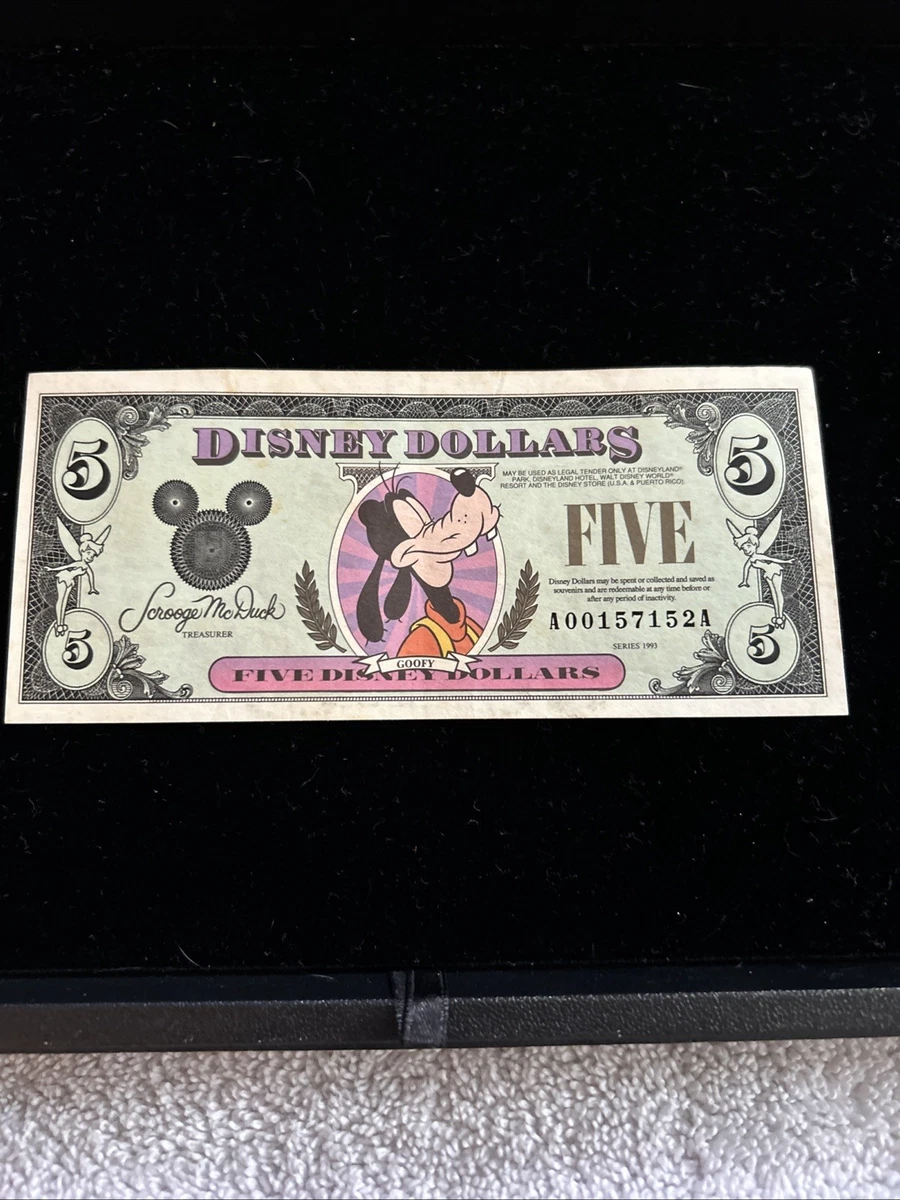 DISNEY DOLLARS
5
5
MAY BE USED AS LEGAL TENDER ONLY AT DISNEYLAND®
PARK, DISNEYLAND HOTEL, WALT DISNEY WORLD®
RESORT AND THE DISNEY STORE (U.S.A. & PUERTO RICO).
FIVE
Disney Dollars may be spent or collected and saved as
souvenirs and are redeemable at any time before or
after any period of inactivity.
A00157152A
SERIES 1993
Scrooge McDuck
TREASURER
5
5
GOOFY
FIVE DISNEY DOLLARS